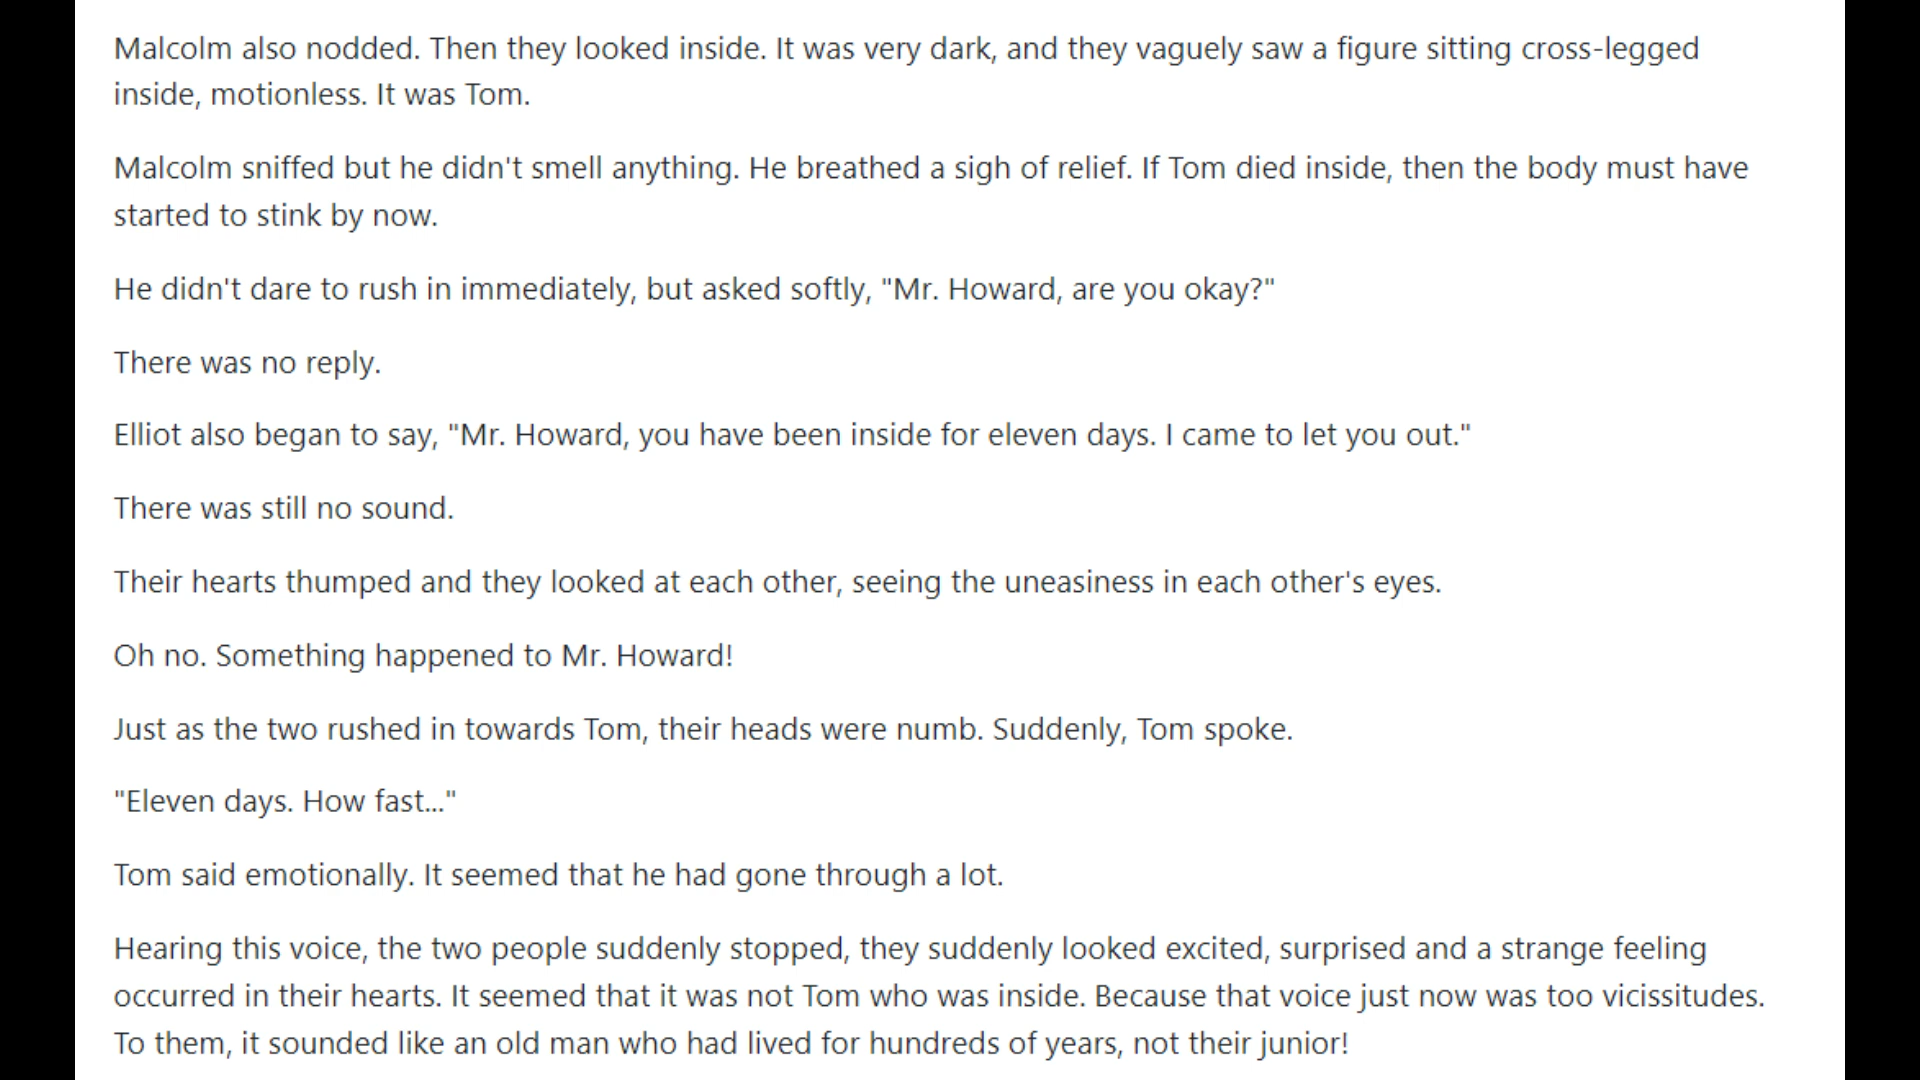 Malcolm also nodded. Then they looked inside. It was very dark, and they vaguely saw a figure sitting cross-legged
inside, motionless. It was Tom.
Malcolm sniffed but he didn't smell anything. He breathed a sigh of relief. If Tom died inside, then the body must have
started to stink by now.
He didn't dare to rush in immediately, but asked softly, "Mr. Howard, are you okay?"
There was no reply.
Elliot also began to say, "Mr. Howard, you have been inside for eleven days. I came to let you out."
There was still no sound.
Their hearts thumped and they looked at each other, seeing the uneasiness in each other's eyes.
Oh no. Something happened to Mr. Howard!
Just as the two rushed in towards Tom, their heads were numb. Suddenly, Tom spoke.
"Eleven days. How fast..."
Tom said emotionally. It seemed that he had gone through a lot.
Hearing this voice, the two people suddenly stopped, they suddenly looked excited, surprised and a strange feeling
occurred in their hearts. It seemed that it was not Tom who was inside. Because that voice just now was too vicissitudes.
To them, it sounded like an old man who had lived for hundreds of years, not their junior!